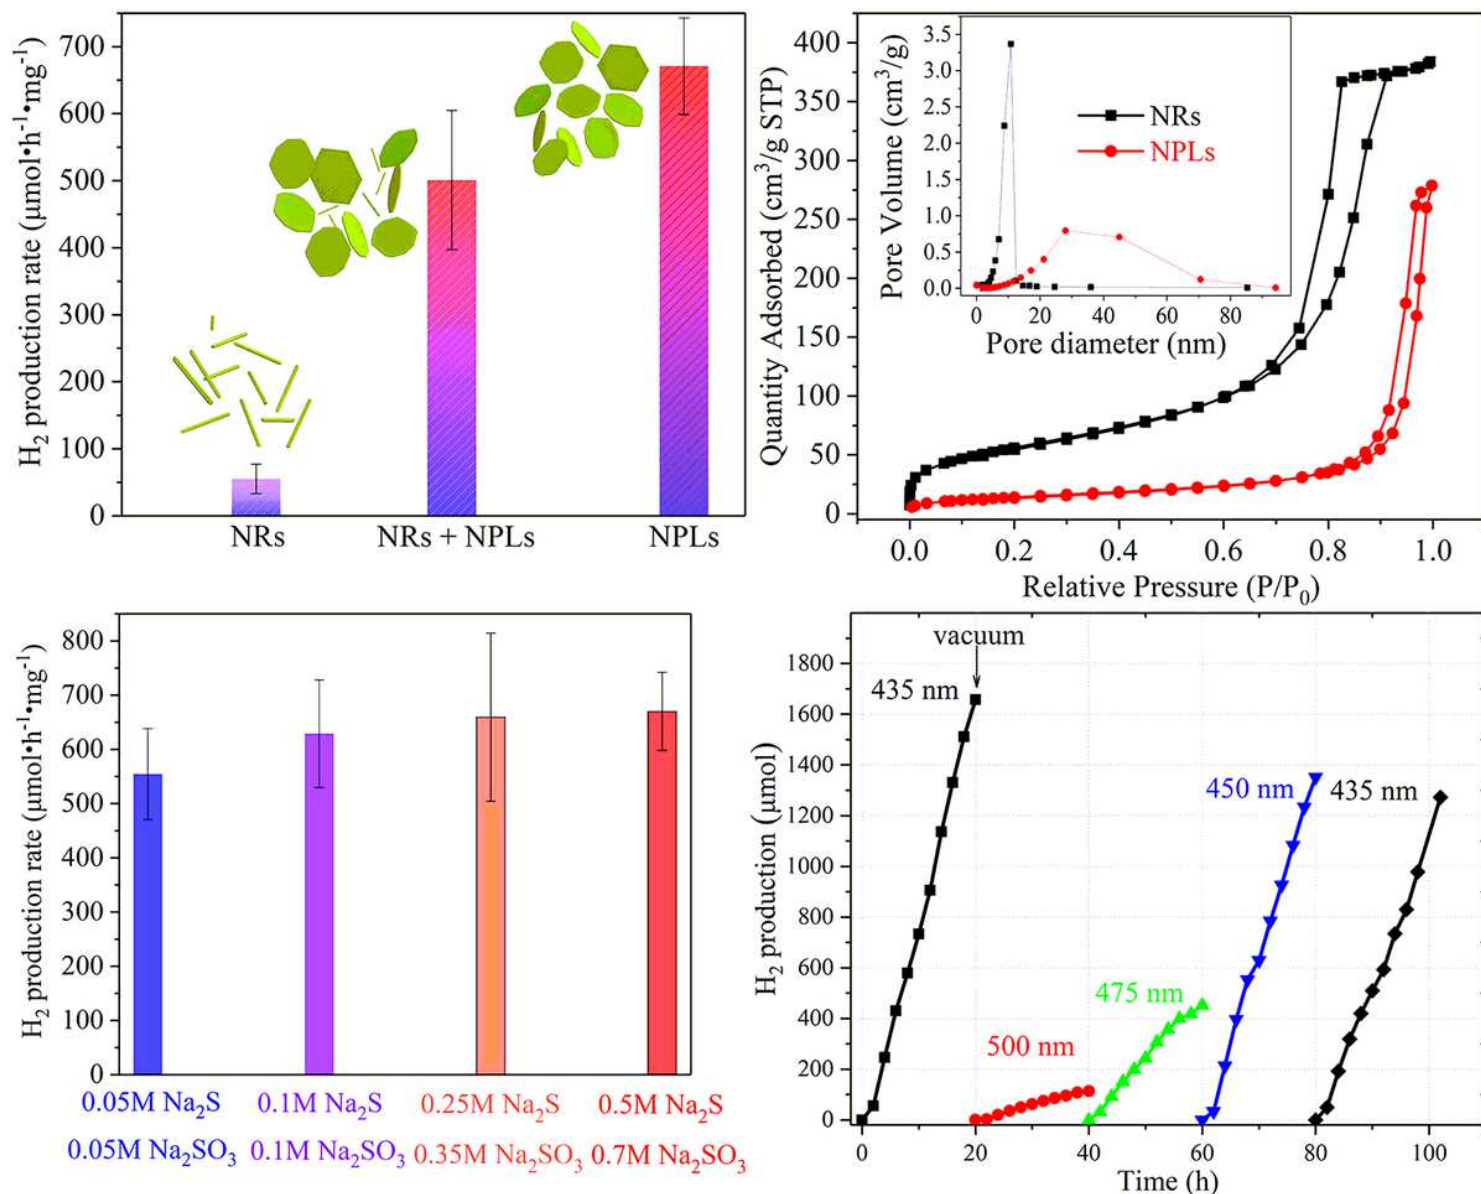 H₂ production rate (μmol•h⁻¹•mg⁻¹)
700
600
500
400
300
200
100
0
NRs
NRs + NPLs
NPLs
Quantity Adsorbed (cm³/g STP)
400
350
300
250
200
150
100
50
0
0.0 0.2 0.4 0.6 0.8 1.0
Relative Pressure (P/P₀)
Pore Volume (cm³/g)
3.5
3.0
2.5
2.0
1.5
1.0
0.5
0.0
0 20 40 60 80
Pore diameter (nm)
NRs
NPLs
H₂ production rate (μmol•h⁻¹•mg⁻¹)
800
700
600
500
400
300
200
100
0
0.05M Na₂S 0.1M Na₂S 0.25M Na₂S 0.5M Na₂S
0.05M Na₂SO₃ 0.1M Na₂SO₃ 0.35M Na₂SO₃ 0.7M Na₂SO₃
H₂ production (μmol)
1800
1600
1400
1200
1000
800
600
400
200
0
0 20 40 60 80 100
Time (h)
vacuum
435 nm
500 nm
475 nm
450 nm
435 nm